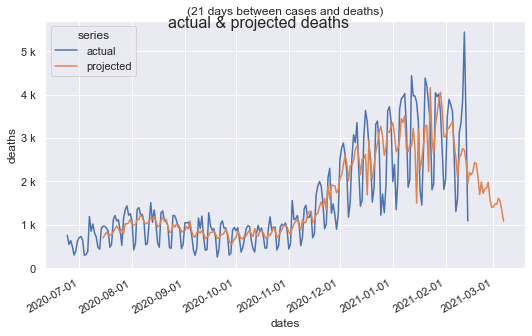 (21 days between cases and deaths)
actual & projected deaths
series
actual
projected
5 k
4 k
3 k
2 k
1 k
0
deaths
2020-07-01
2020-08-01
2020-09-01
2020-10-01
2020-11-01
2020-12-01
2021-01-01
2021-02-01
2021-03-01
dates